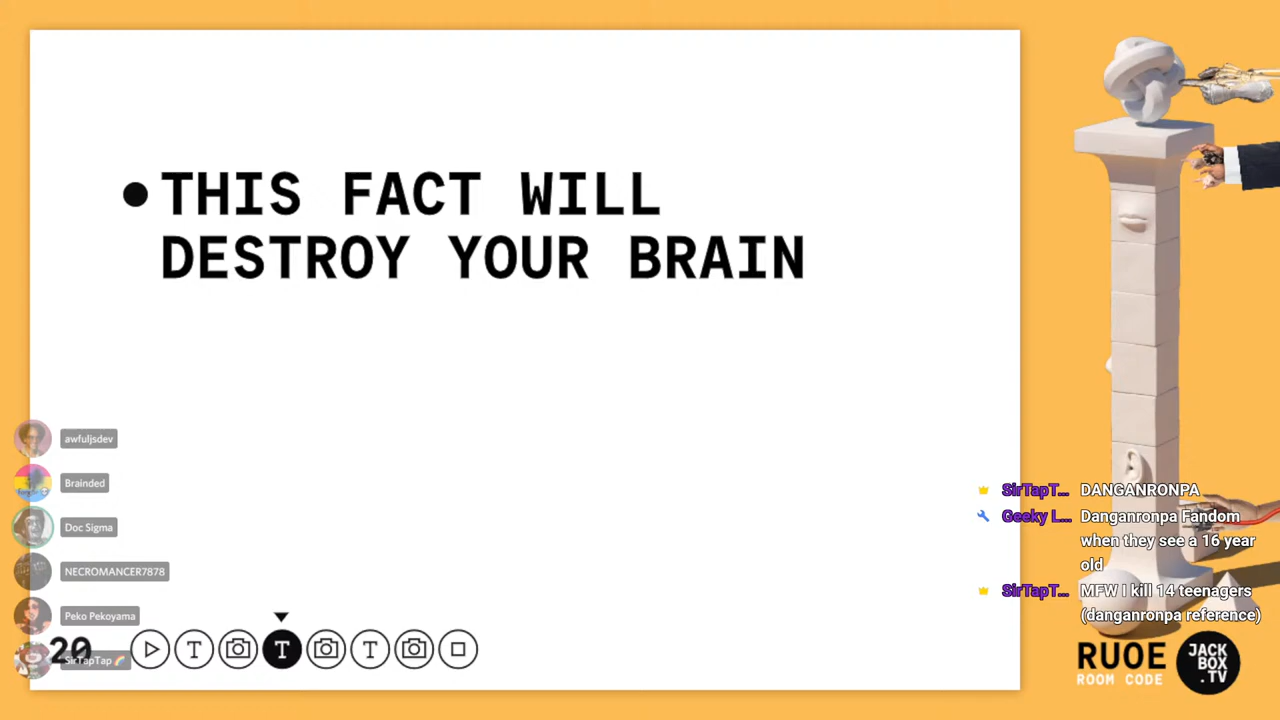 •THIS FACT WILL
DESTROY YOUR BRAIN
awfuljsdev
Brainded
Doc Sigma
NECROMANCER7878
Peko Pekoyama
SirTapTap 🌈
20
T
T
T
SirTapT... DANGANRONPA
Geeky L... Danganronpa Fandom
when they see a 16 year
old
SirTapT... MFW I kill 14 teenagers
(danganronpa reference)
RUOE
ROOM CODE
JACK
BOX
.TV